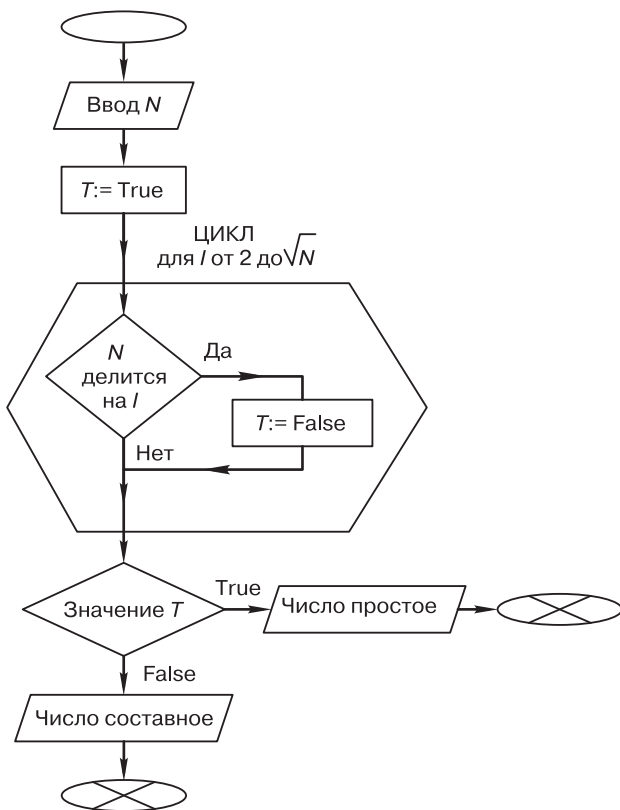 Ввод N
T:= True
ЦИКЛ
для I от 2 до √N
N
делится
на I
Да
T:= False
Нет
Значение T
True
Число простое
False
Число составное